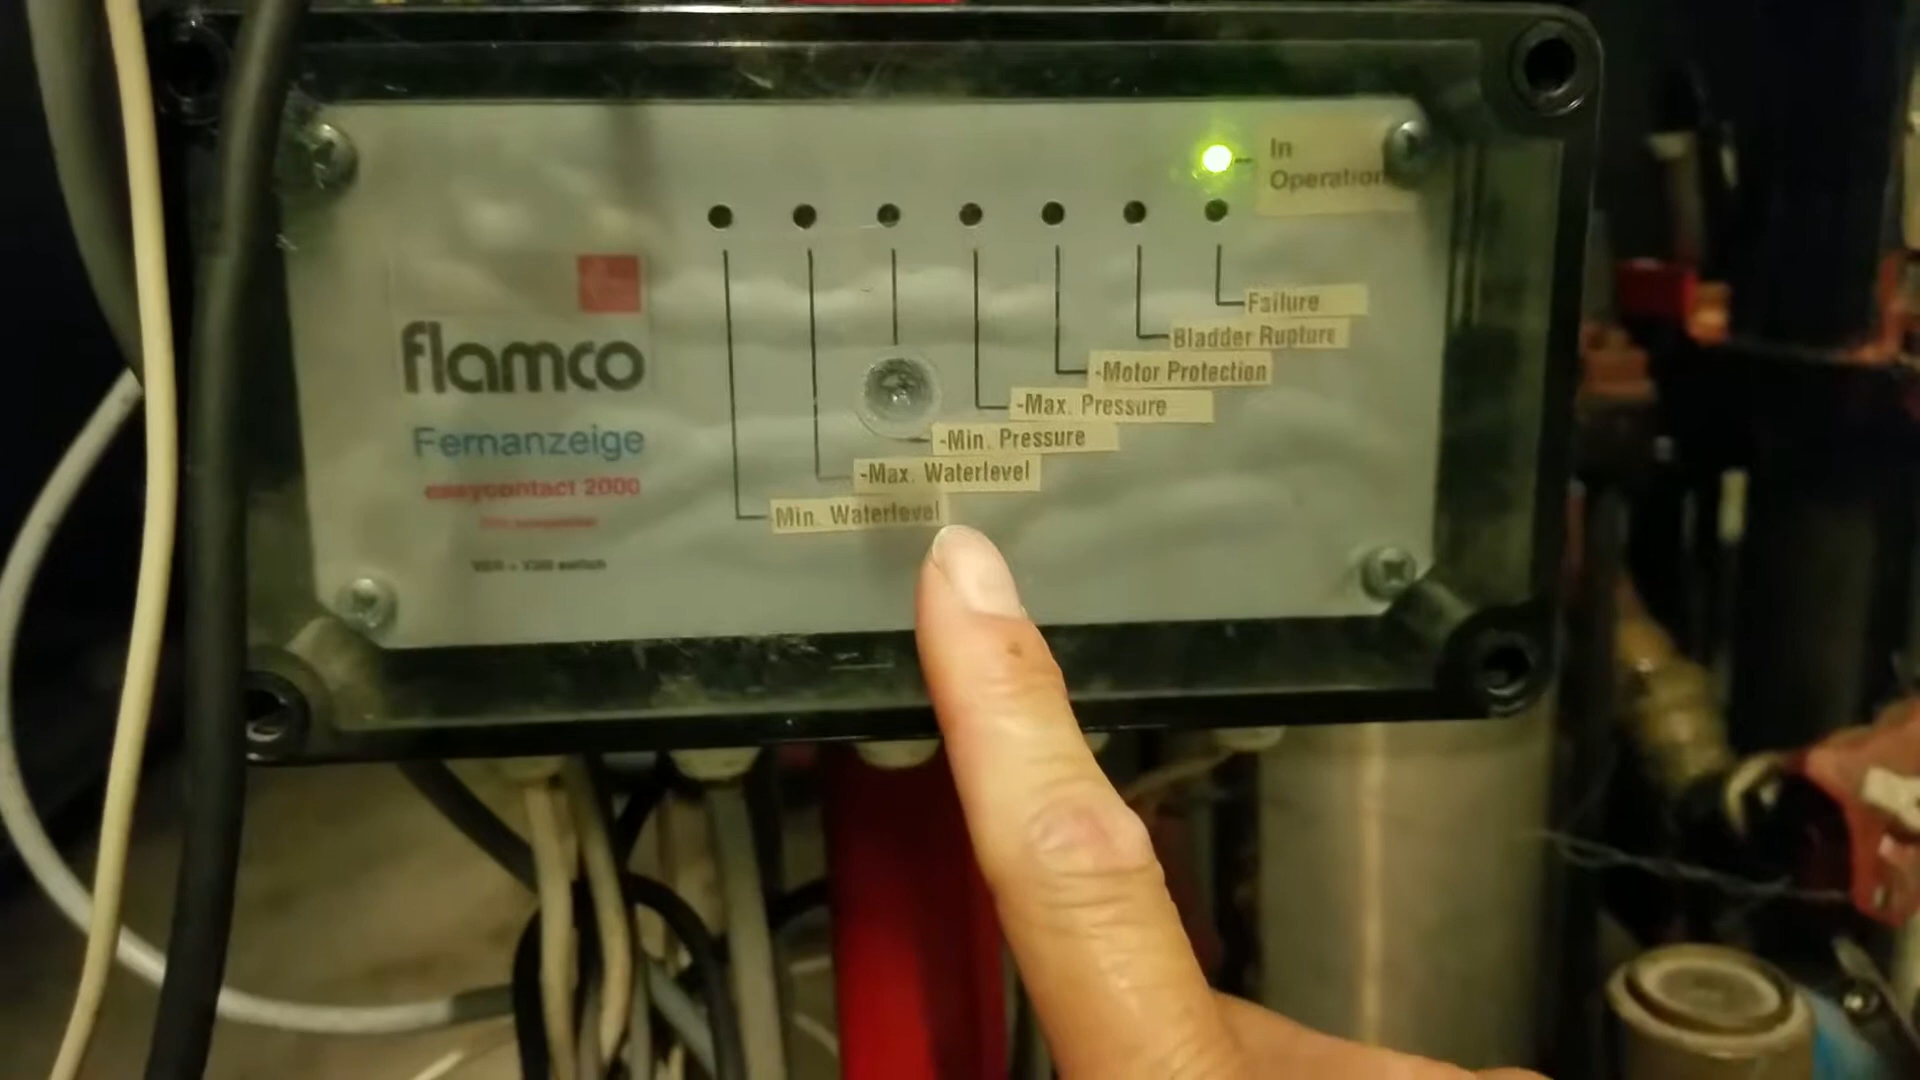 In
Operation
Failure
Bladder Rupture
-Motor Protection
-Max. Pressure
-Min. Pressure
-Max. Waterlevel
Min. Waterlevel
flamco
Fernanzeige
easycontact 2000